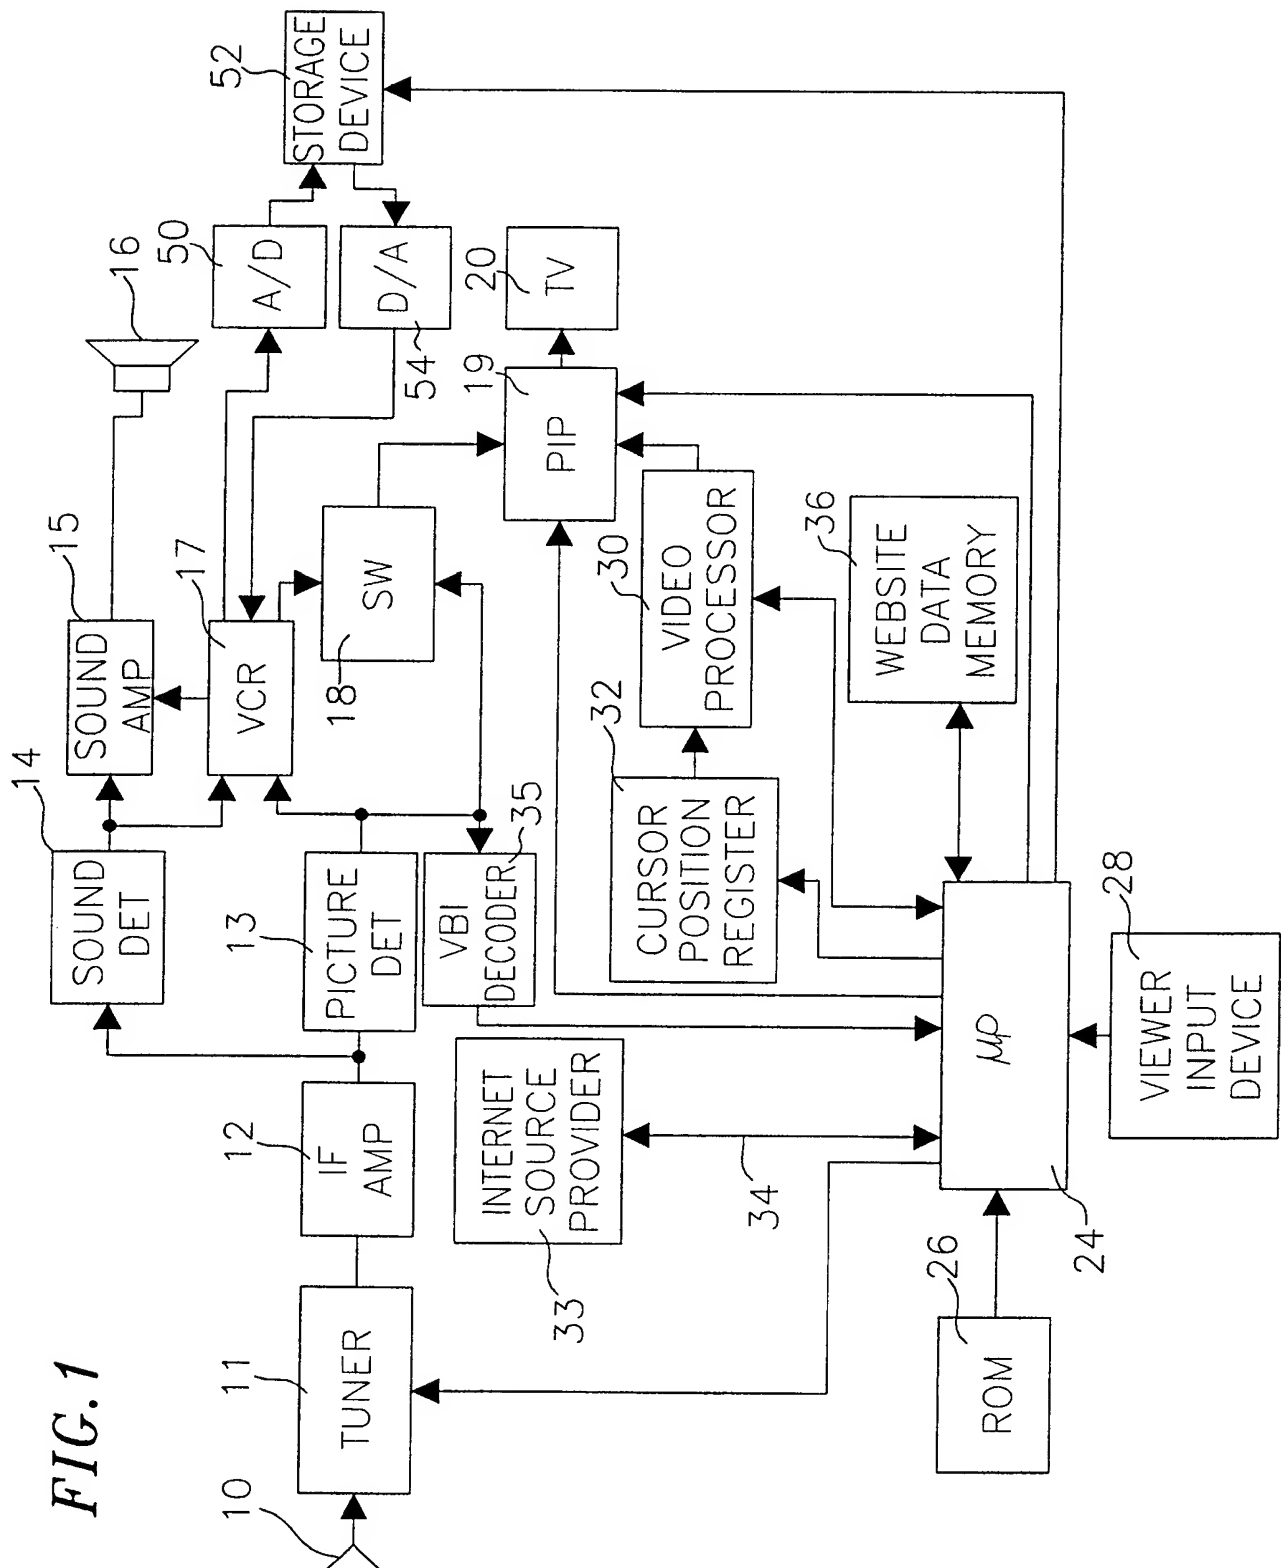 FIG. 1
10
11
TUNER
12
IF
AMP
13
PICTURE
DET
14
SOUND
DET
15
SOUND
AMP
16
17
VCR
18
SW
50
A/D
52
STORAGE
DEVICE
D/A
54
19
PIP
20
TV
35
VBI
DECODER
30
VIDEO
PROCESSOR
32
CURSOR
POSITION
REGISTER
36
WEBSITE
DATA
MEMORY
INTERNET
SOURCE
PROVIDER
33
34
μP
24
26
ROM
28
VIEWER
INPUT
DEVICE